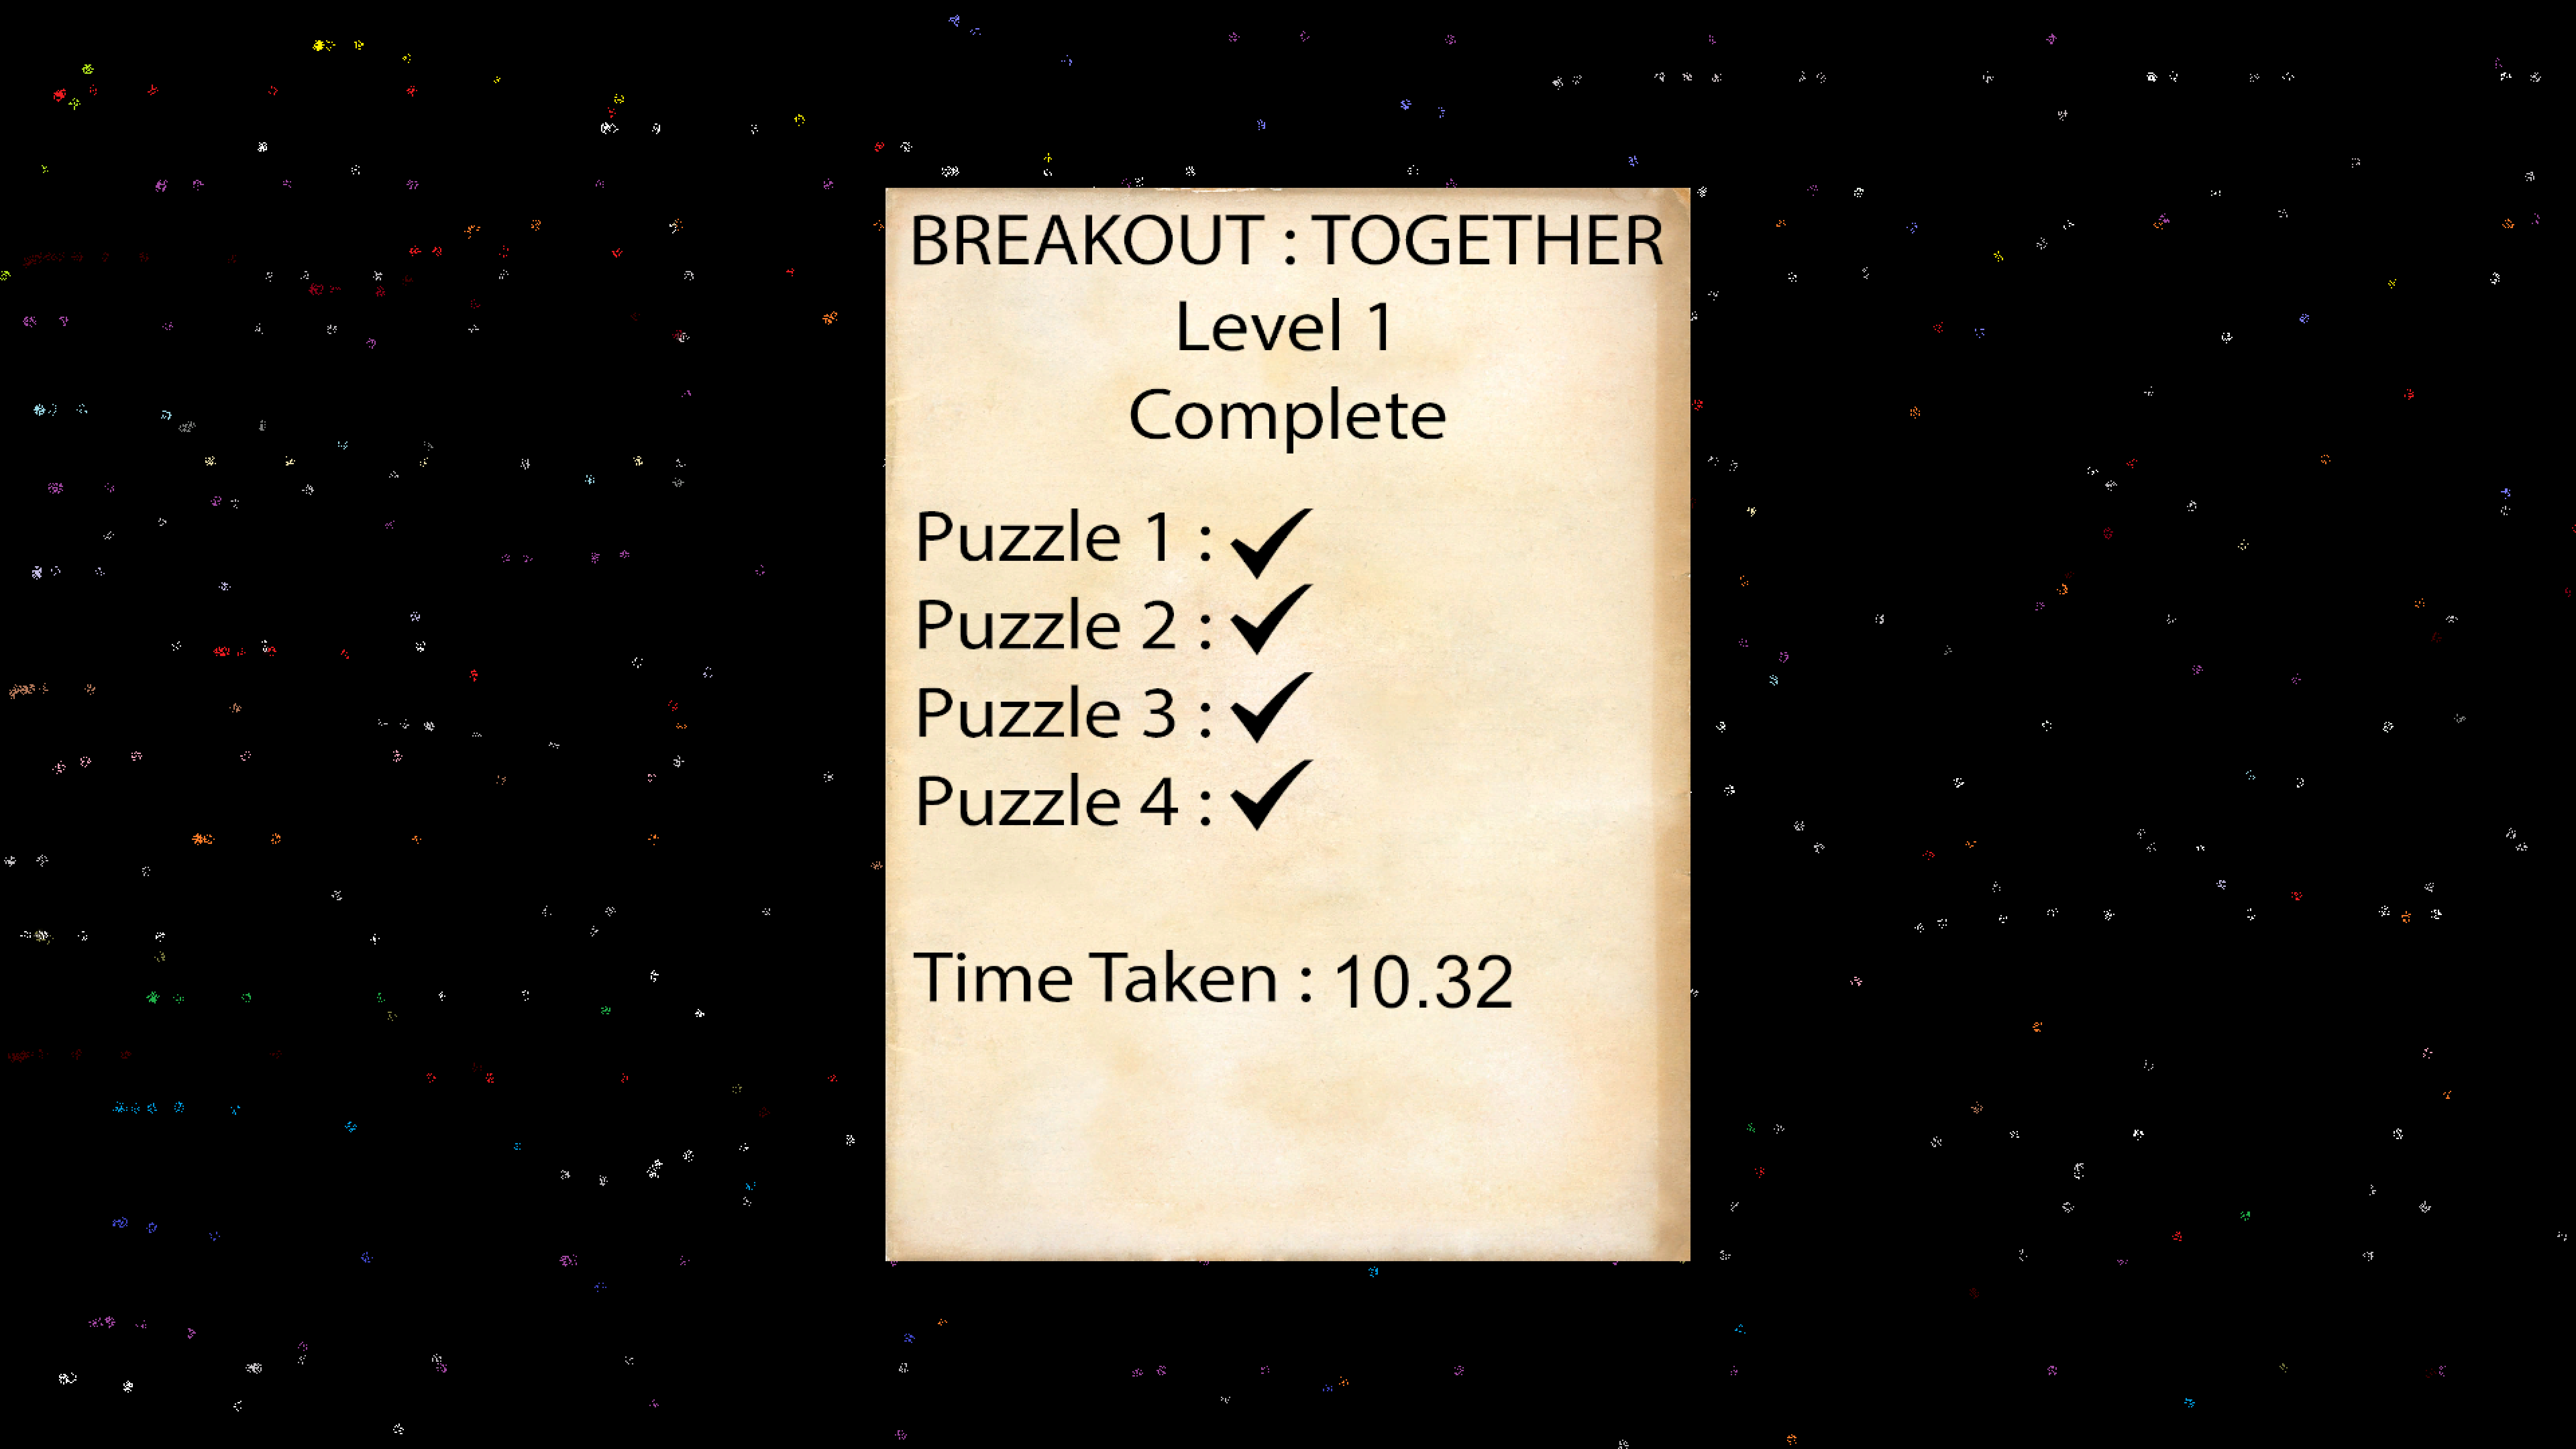 BREAKOUT : TOGETHER
Level 1
Complete
Puzzle 1 : ✓
Puzzle 2 : ✓
Puzzle 3 : ✓
Puzzle 4 : ✓
Time Taken : 10.32